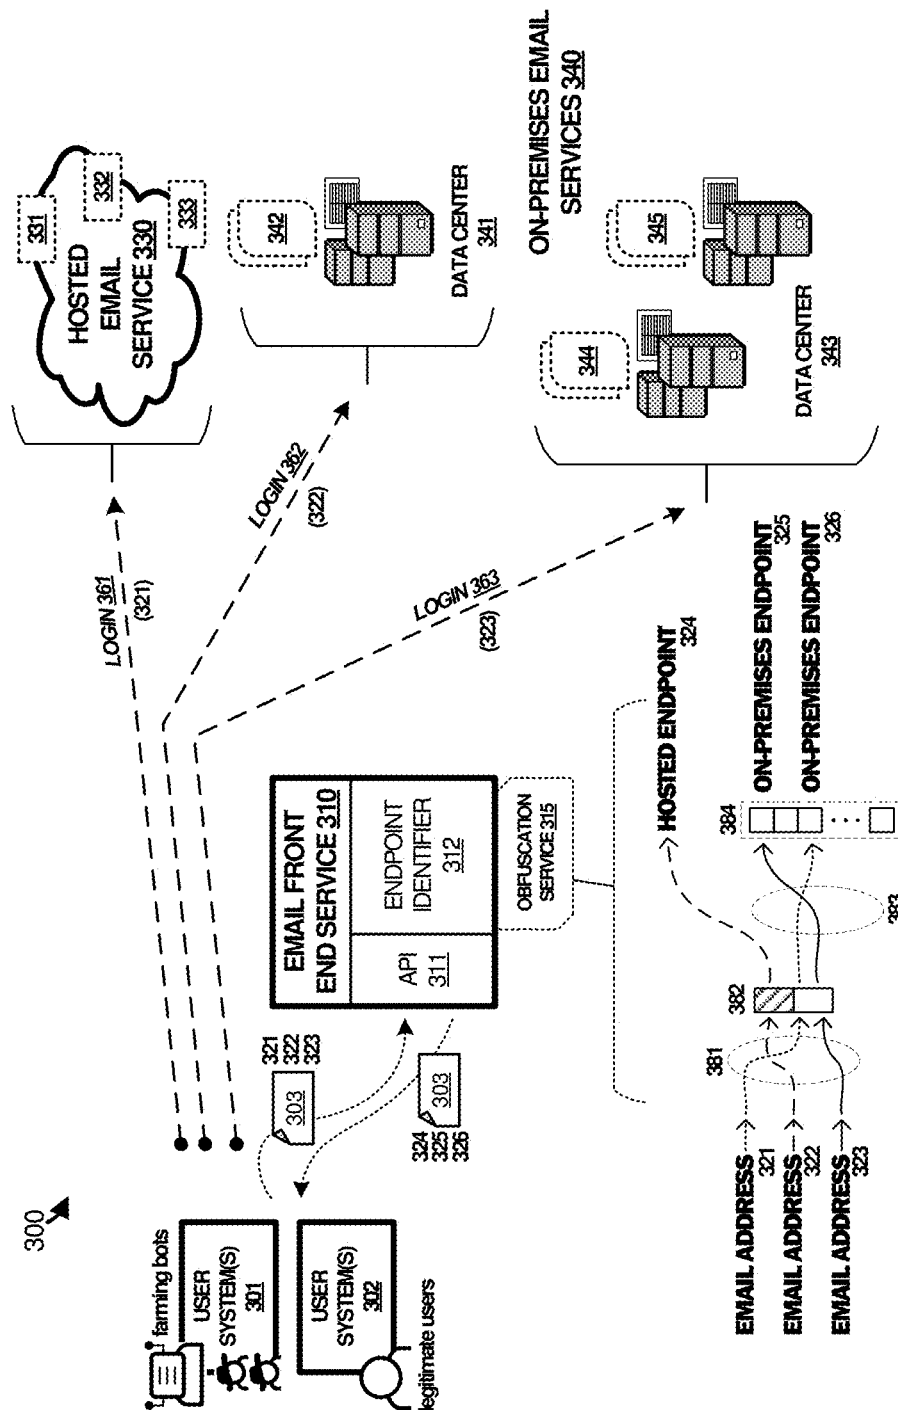 300
farming bots
USER
SYSTEM(S)
301
USER
SYSTEM(S)
302
legitimate users
321
322
323
303
303
324
325
326
EMAIL FRONT
END SERVICE 310
API
311
ENDPOINT
IDENTIFIER
312
OBFUSCATION
SERVICE 315
LOGIN 361
(321)
LOGIN 362
(322)
LOGIN 363
(323)
331
332
333
HOSTED
EMAIL
SERVICE 330
342
DATA CENTER
341
ON-PREMISES EMAIL
SERVICES 340
344
345
DATA CENTER
343
EMAIL ADDRESS
321
EMAIL ADDRESS
322
EMAIL ADDRESS
323
381
382
383
384
HOSTED ENDPOINT
324
ON-PREMISES ENDPOINT
325
ON-PREMISES ENDPOINT
326